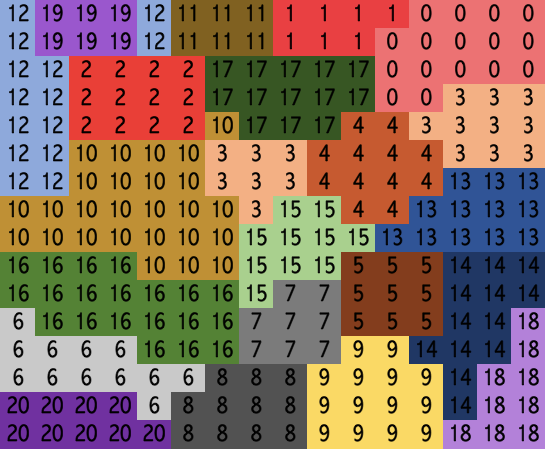 12 19 19 19 12 11 11 11 1 1 1 1 0 0 0 0
12 19 19 19 12 11 11 11 1 1 1 0 0 0 0 0
12 12 2 2 2 2 17 17 17 17 17 0 0 0 0 0
12 12 2 2 2 2 17 17 17 17 17 0 0 3 3 3
12 12 2 2 2 2 10 17 17 17 4 4 3 3 3 3
12 12 10 10 10 10 3 3 3 4 4 4 4 3 3 3
12 12 10 10 10 10 3 3 3 4 4 4 4 13 13 13
10 10 10 10 10 10 10 3 15 15 4 4 13 13 13 13
10 10 10 10 10 10 10 15 15 15 15 13 13 13 13 13
16 16 16 16 10 10 10 15 15 15 5 5 5 14 14 14
16 16 16 16 16 16 16 15 7 7 5 5 5 14 14 14
6 16 16 16 16 16 16 7 7 7 5 5 5 14 14 18
6 6 6 6 16 16 16 7 7 7 9 9 14 14 14 18
6 6 6 6 6 6 8 8 8 9 9 9 9 14 18 18
20 20 20 20 6 8 8 8 8 9 9 9 9 14 18 18
20 20 20 20 20 8 8 8 8 9 9 9 9 18 18 18